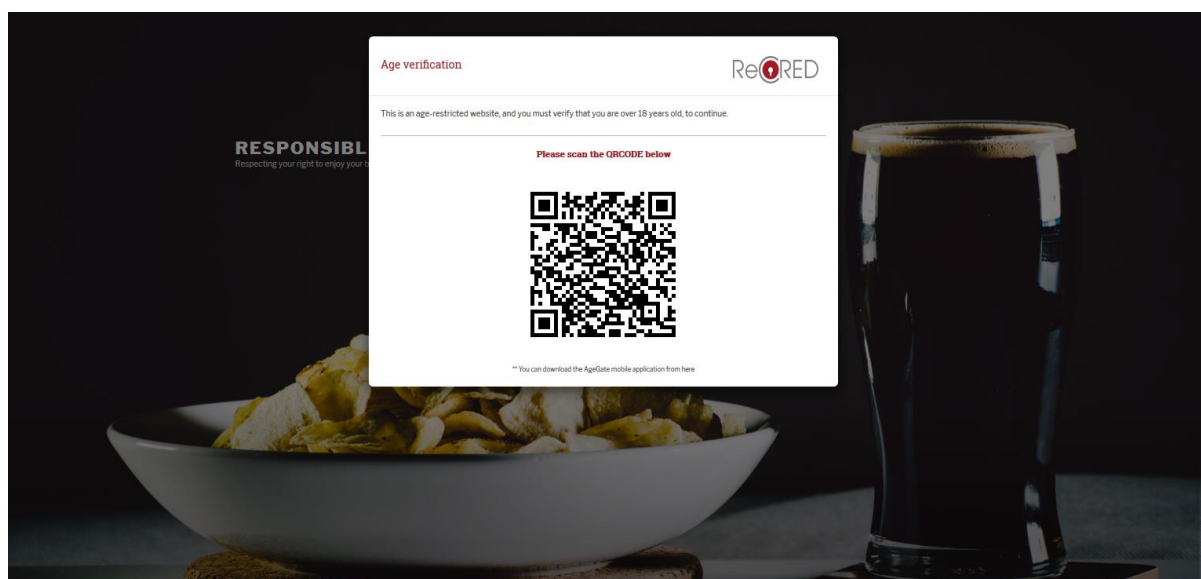 Age verification
ReCRED
This is an age-restricted website, and you must verify that you are over 18 years old, to continue.
RESPONSIBL
Respecting your right to enjoy your b
Please scan the QRCODE below
** You can download the AgeGate mobile application from here